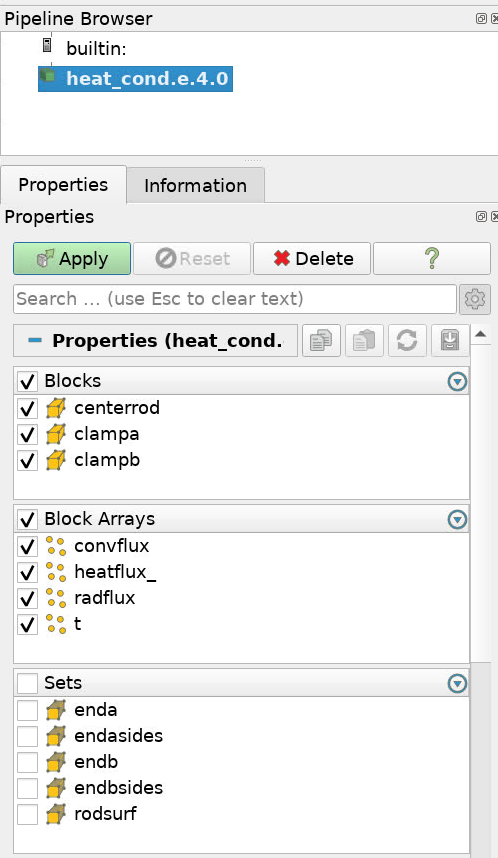 Pipeline Browser
builtin:
heat_cond.e.4.0
Properties Information
Properties
Apply Reset Delete ?
Search ... (use Esc to clear text)
Properties (heat_cond.
Blocks
centerrod
clampa
clampb
Block Arrays
convflux
heatflux_
radflux
t
Sets
enda
endasides
endb
endbsides
rodsurf